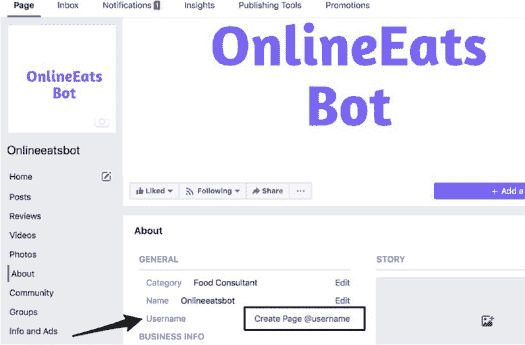 Page Inbox Notifications 1 Insights Publishing Tools Promotions
OnlineEats
Bot
OnlineEats
Bot
Onlineeatsbot
Home
Posts
Reviews
Videos
Photos
About
Community
Groups
Info and Ads
Liked Following Share ...
+ Add a
About
GENERAL
STORY
Category Food Consultant Edit
Name Onlineeatsbot Edit
Username Create Page @username
BUSINESS INFO